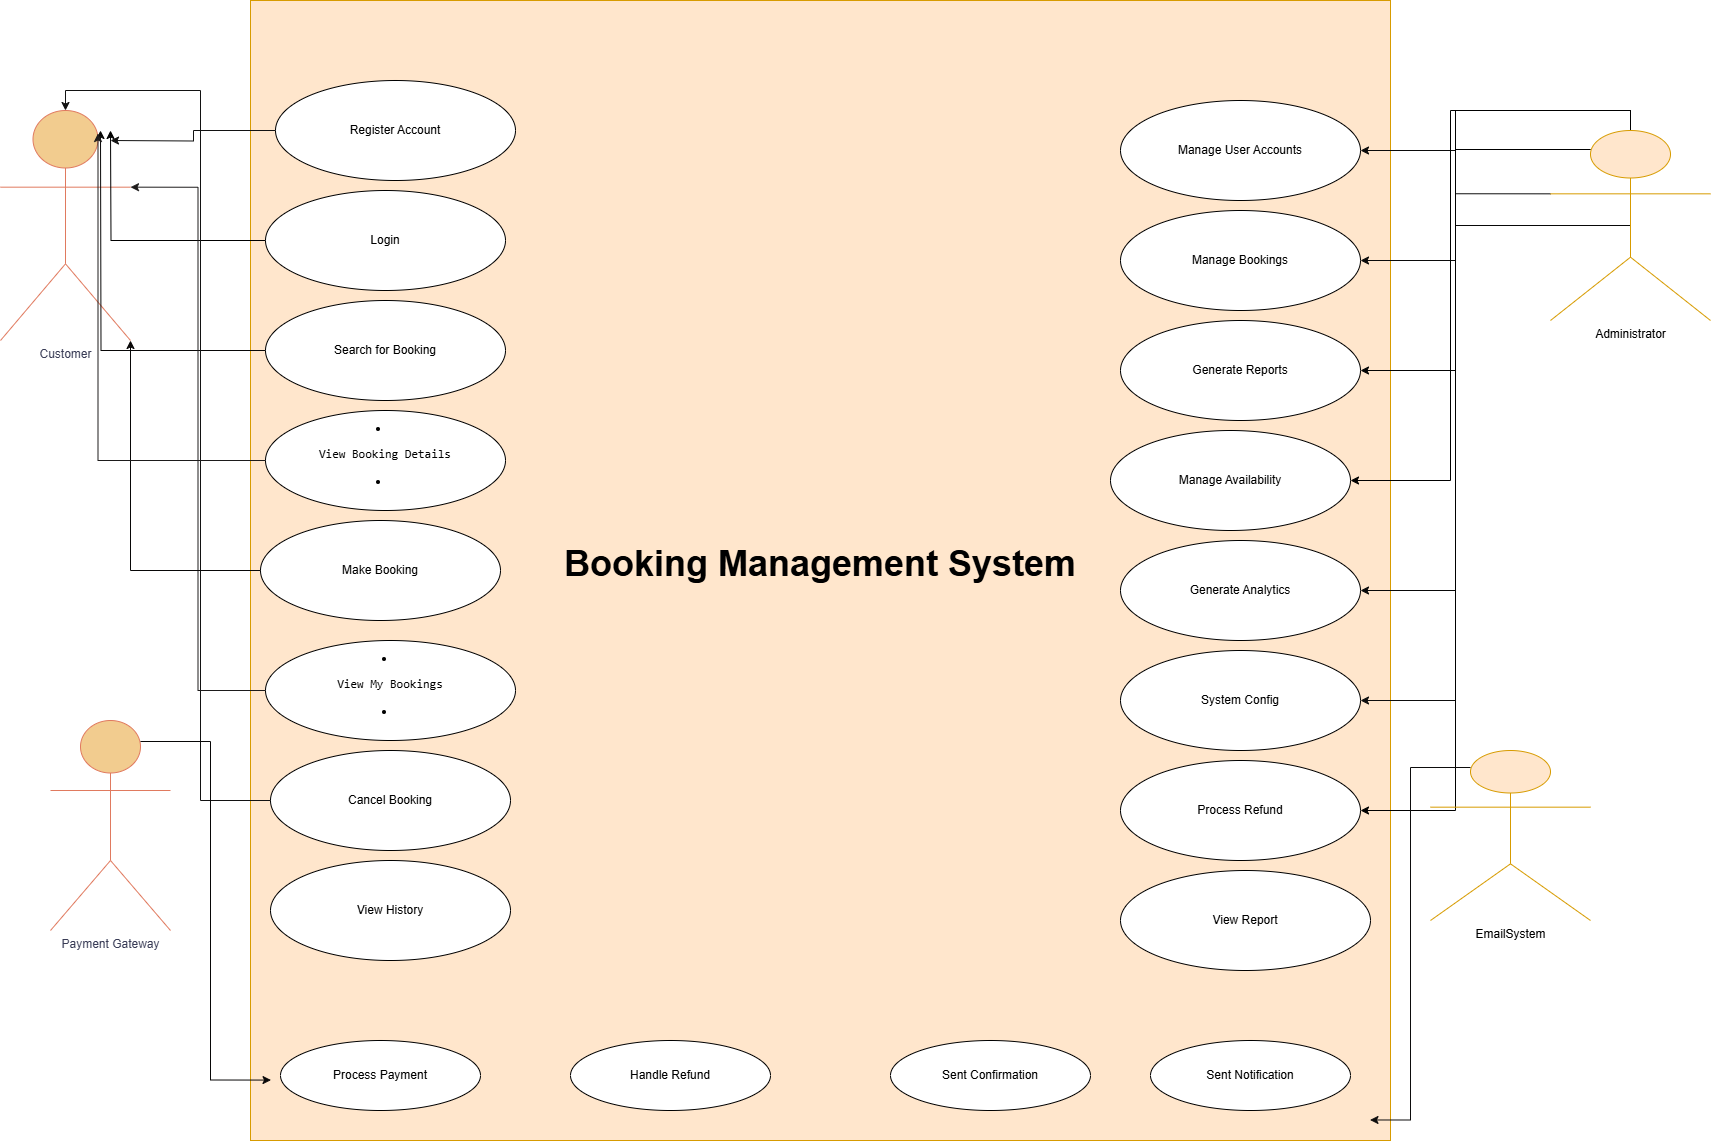 Register Account
Login
Search for Booking
View Booking Details
Make Booking
View My Bookings
Cancel Booking
View History
Customer
Payment Gateway
Booking Management System
Manage User Accounts
Manage Bookings
Generate Reports
Manage Availability
Generate Analytics
System Config
Process Refund
View Report
Administrator
EmailSystem
Process Payment
Handle Refund
Sent Confirmation
Sent Notification